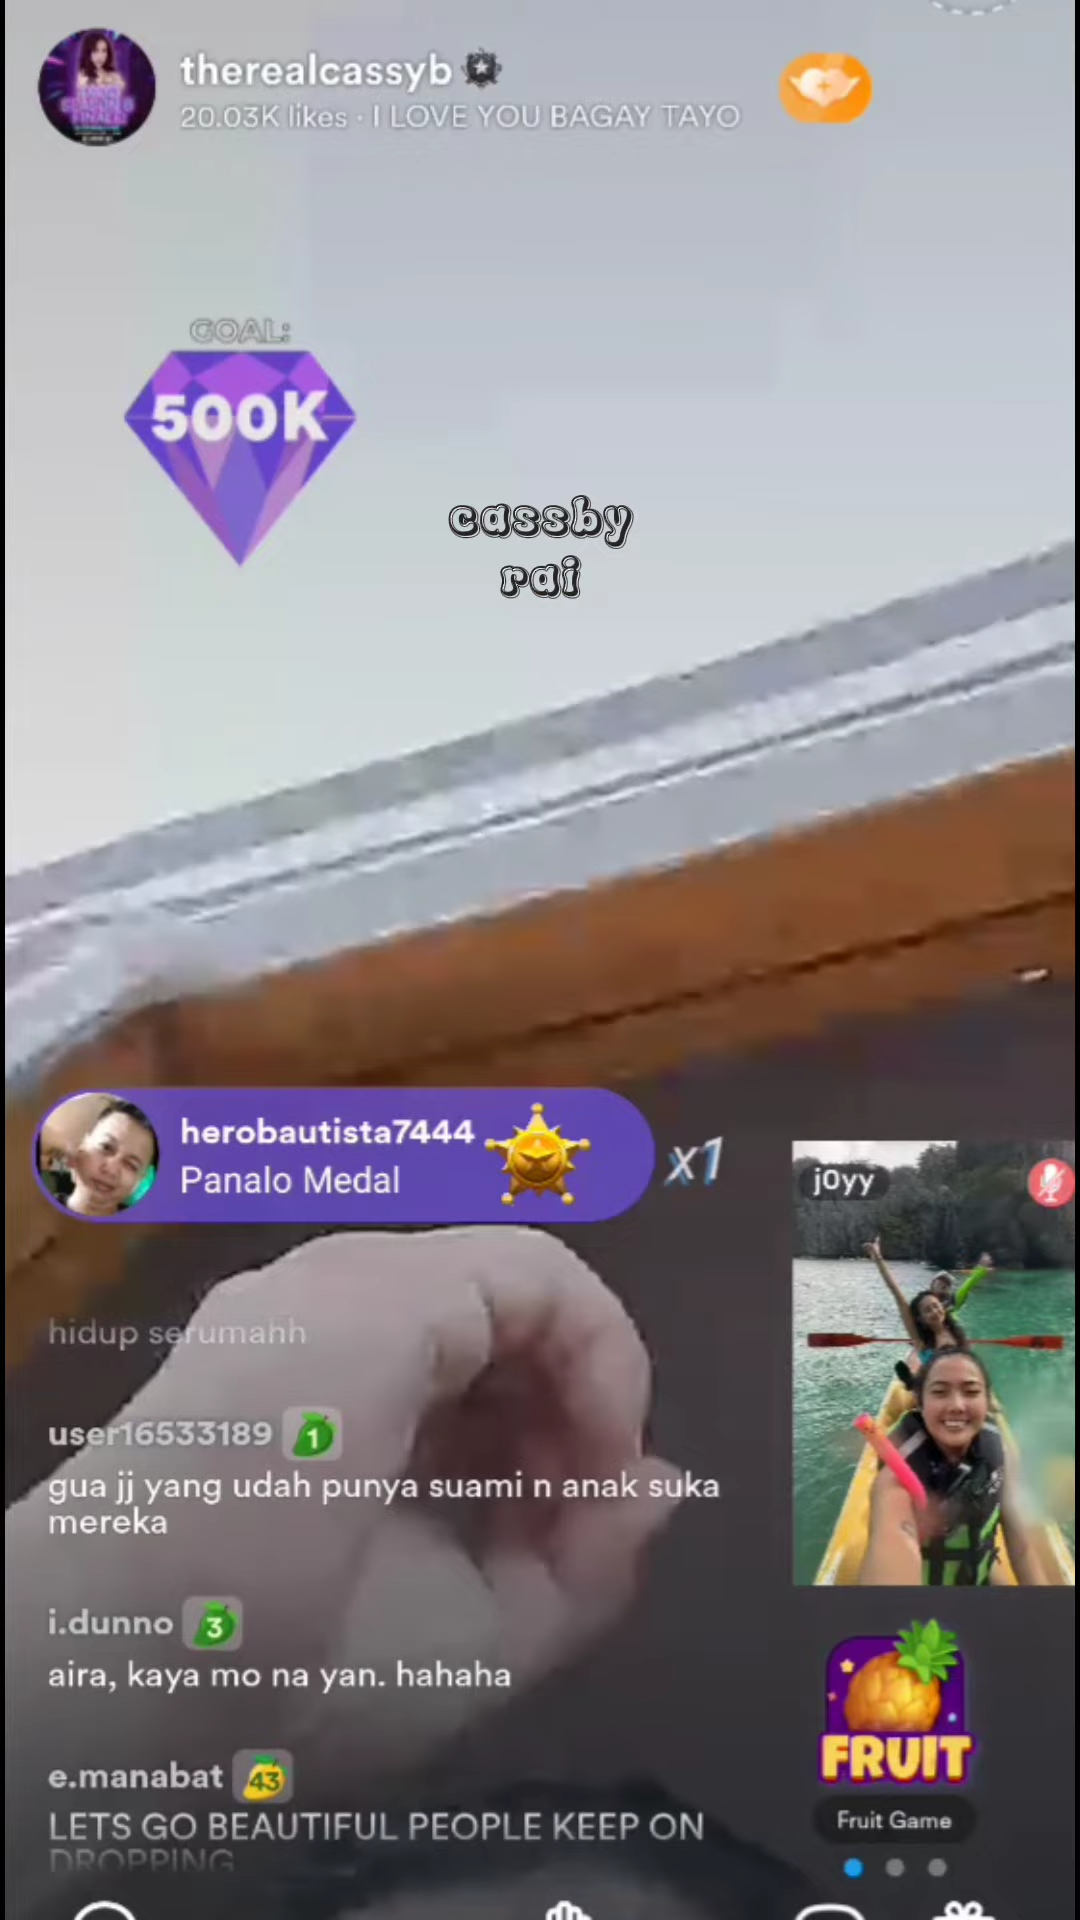 therealcassyb
20.03K likes · I LOVE YOU BAGAY TAYO
GOAL:
500K
cassby
rai
herobautista7444
Panalo Medal
x1
j0yy
hidup serumahh
user16533189 1
gua jj yang udah punya suami n anak suka
mereka
i.dunno 3
aira, kaya mo na yan. hahaha
e.manabat 43
LETS GO BEAUTIFUL PEOPLE KEEP ON
DROPPING
FRUIT
Fruit Game